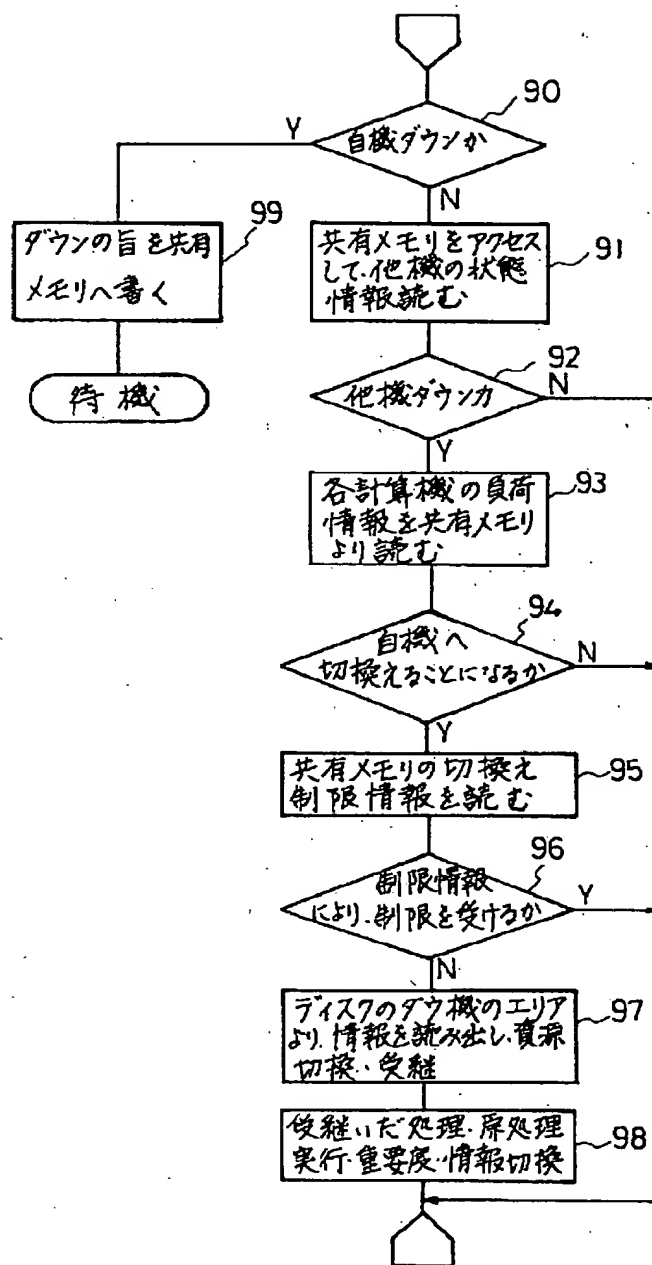 90
Y
自機ダウンか
N
99
ダウンの旨を共有
メモリへ書く
待機
91
共有メモリをアクセス
して、他機の状態
情報読む
92
他機ダウンカ
N
Y
93
各計算機の負荷
情報を共有メモリ
より読む
94
自機へ
切換えることになるか
N
Y
95
共有メモリの切換え
制限情報を読む
96
制限情報
により、制限を受けるか
Y
N
97
ディスクのダウ機のエリア
より、情報を読み出し、資源
切換・受継
98
受継いだ処理・原処理
実行・重要度・情報切換